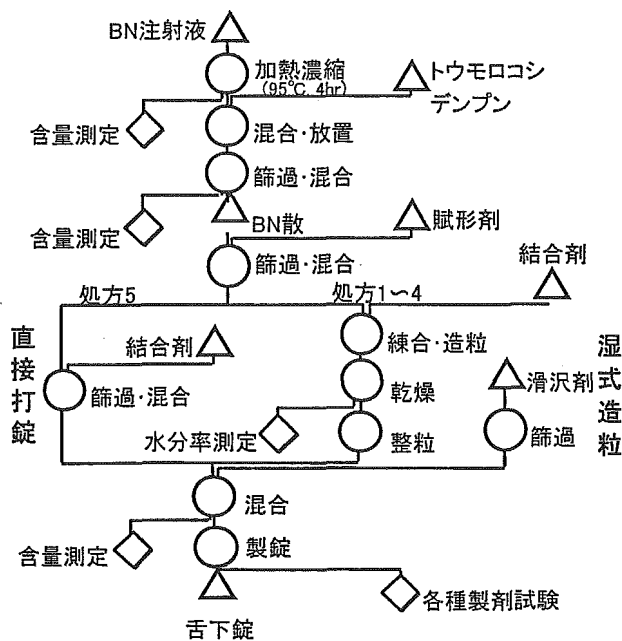 BN注射液
加熱濃縮
(95℃, 4hr)
トウモロコシ
デンプン
含量測定
混合・放置
篩過・混合
含量測定
BN散
賦形剤
篩過・混合
結合剤
処方5
処方1〜4
直接打錠
結合剤
練合・造粒
湿式造粒
篩過・混合
乾燥
滑沢剤
水分率測定
整粒
篩過
混合
含量測定
製錠
各種製剤試験
舌下錠